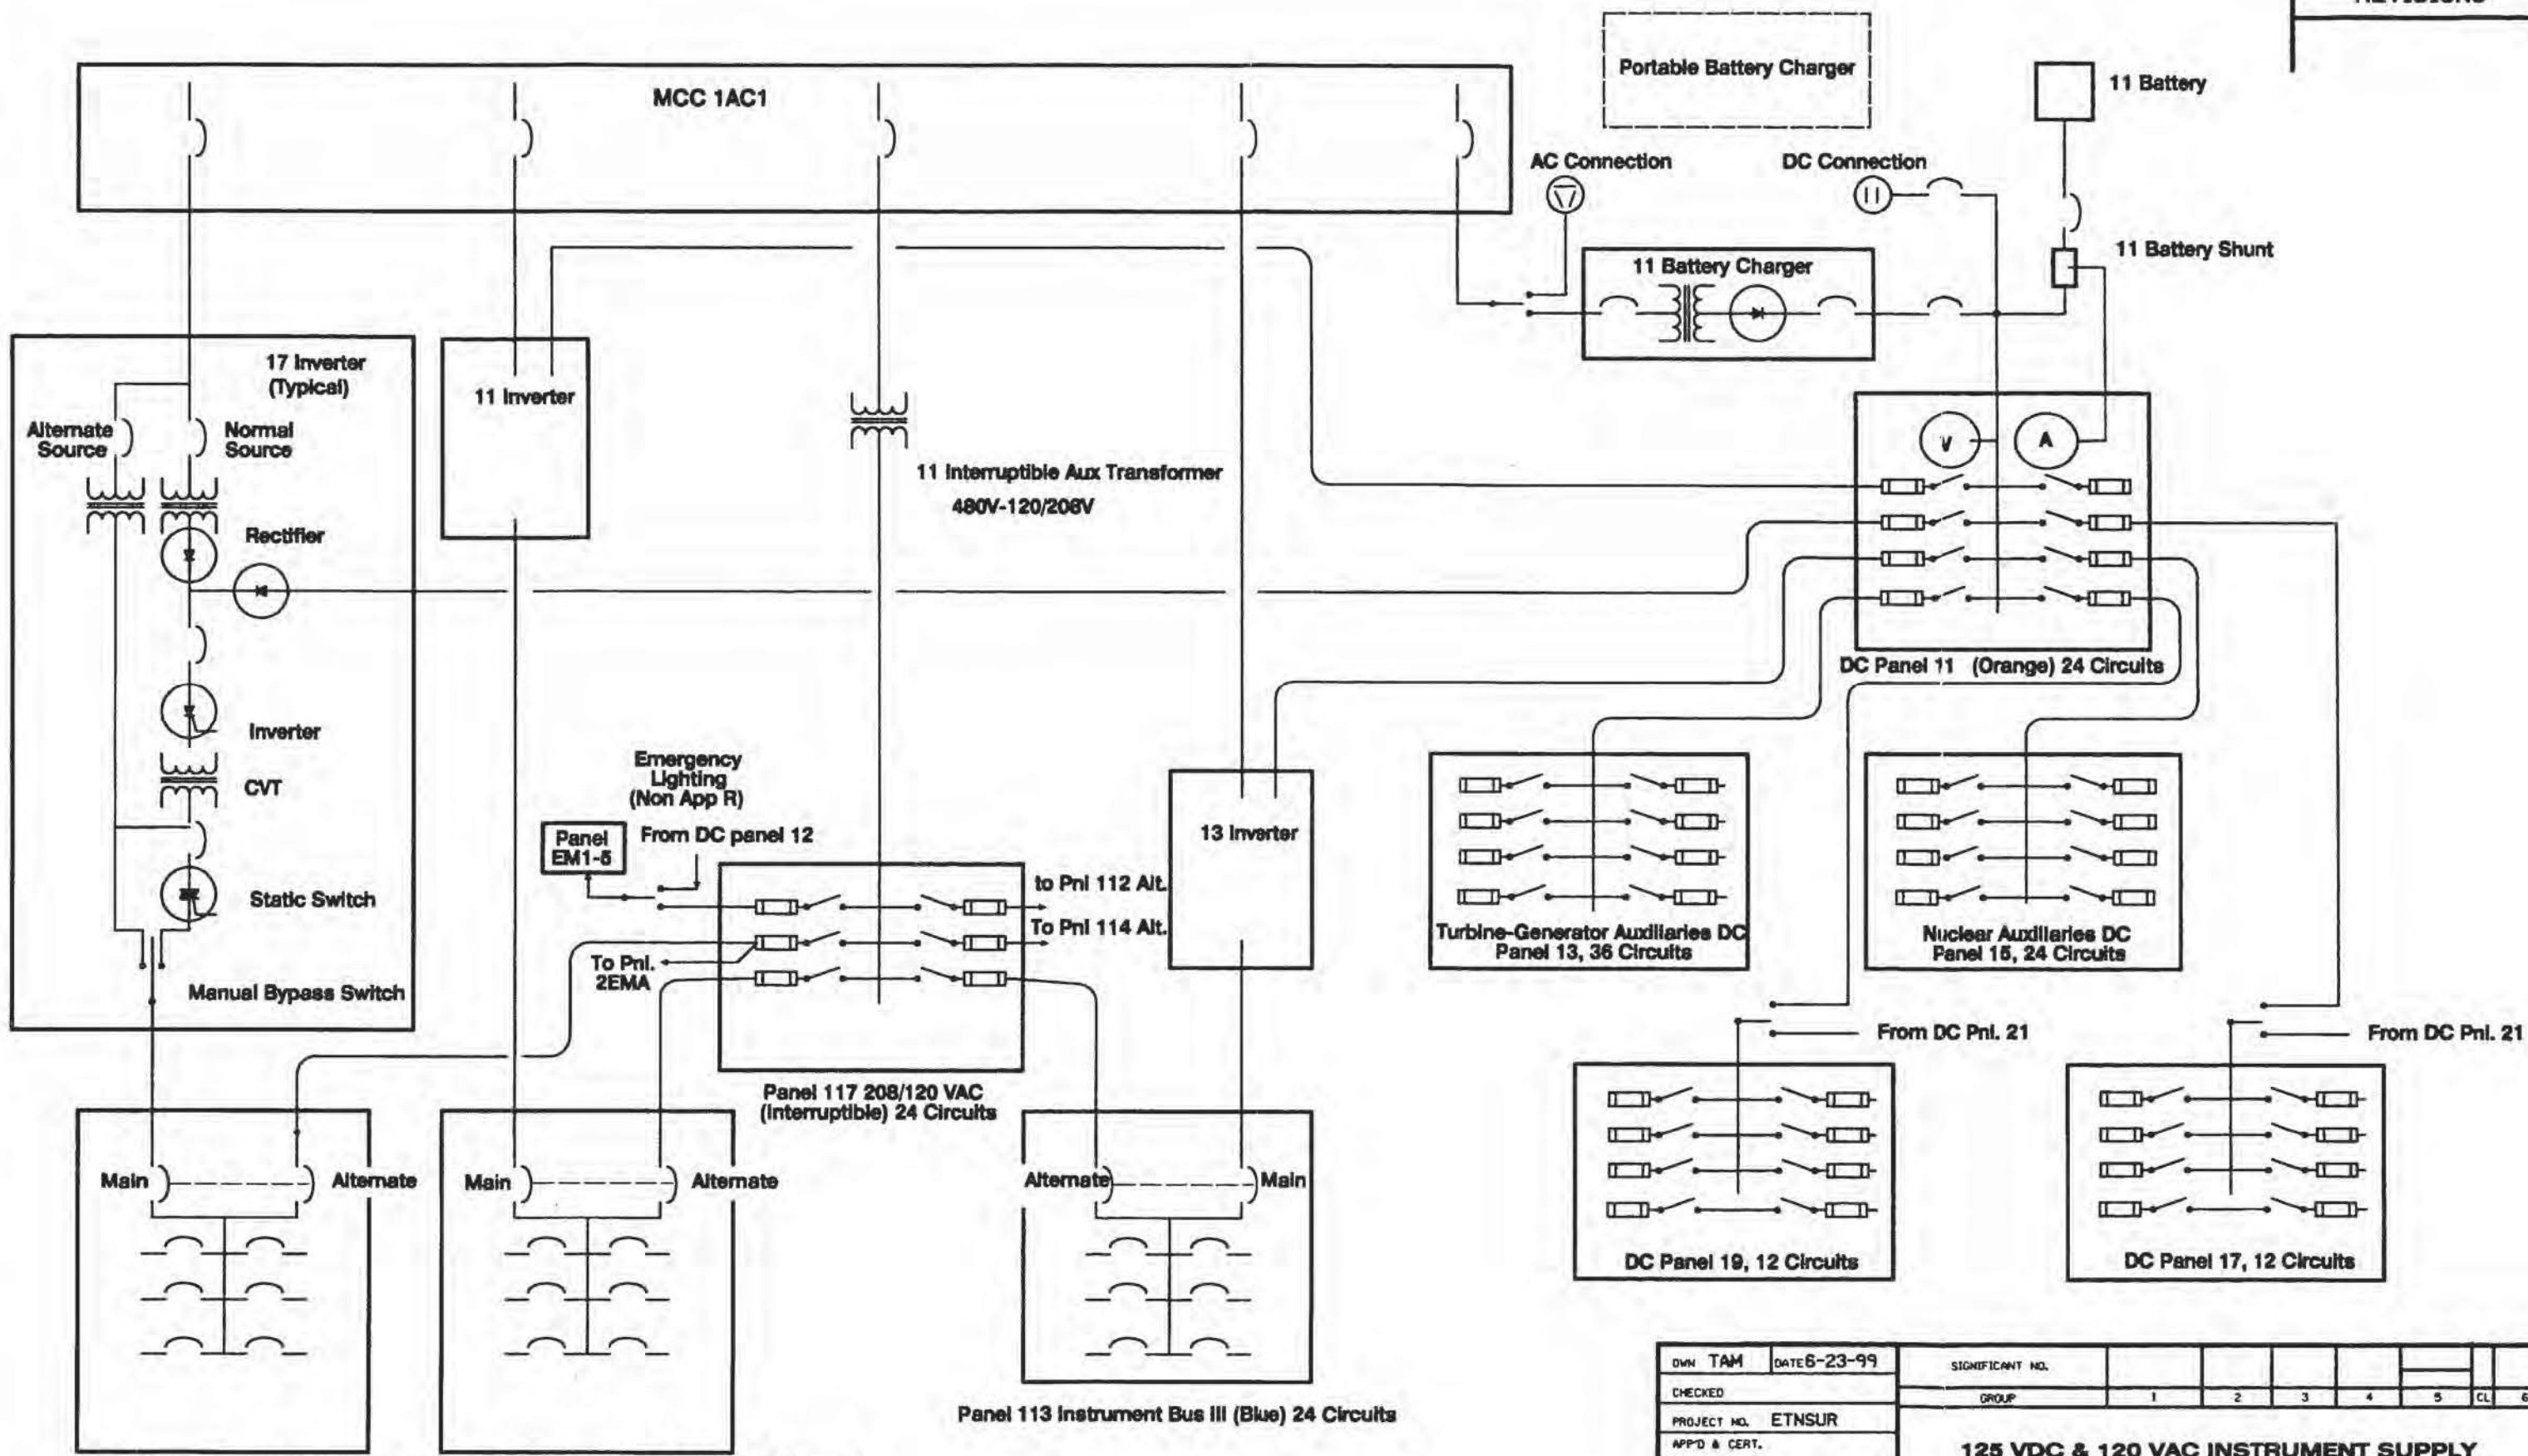 MCC 1AC1
Portable Battery Charger
11 Battery
AC Connection
DC Connection
11 Battery Shunt
11 Battery Charger
17 Inverter
(Typical)
11 Inverter
Alternate
Source
Normal
Source
V
A
11 Interruptible Aux Transformer
480V-120/208V
Rectifier
DC Panel 11 (Orange) 24 Circuits
Inverter
CVT
Emergency
Lighting
(Non App R)
Panel
EM1-5
From DC panel 12
13 Inverter
to Pnl 112 Alt.
To Pnl 114 Alt.
Static Switch
Turbine-Generator Auxiliaries DC
Panel 13, 36 Circuits
Nuclear Auxiliaries DC
Panel 15, 24 Circuits
To Pnl.
2EMA
Manual Bypass Switch
From DC Pnl. 21
From DC Pnl. 21
Panel 117 208/120 VAC
(Interruptible) 24 Circuits
Main
Alternate
Main
Alternate
Alternate
Main
DC Panel 19, 12 Circuits
DC Panel 17, 12 Circuits
Panel 113 Instrument Bus III (Blue) 24 Circuits
DWN TAM DATE 6-23-99
SIGNIFICANT NO.
CHECKED
GROUP 1 2 3 4 5 CL 6
PROJECT NO. ETNSUR
APP'D & CERT.
125 VDC & 120 VAC INSTRUMENT SUPPLY